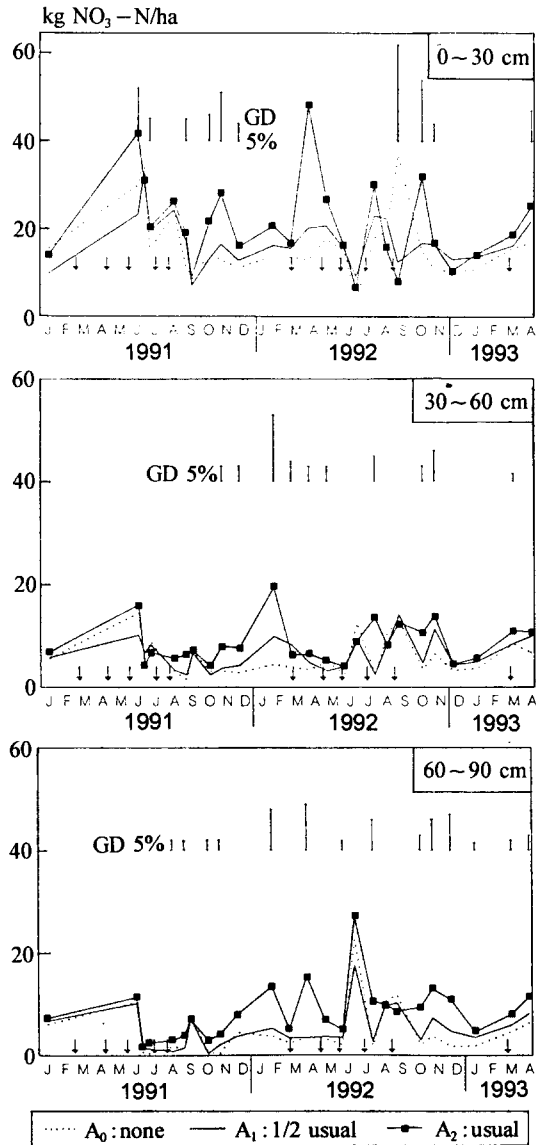 kg NO₃ – N/ha
60
0~30 cm
GD
5%
40
20
0
J F M A M J J A S O N D J F M A M J J A S O N D J F M A
1991 1992 1993
60
30~60 cm
GD 5%
40
20
0
J F M A M J J A S O N D J F M A M J J A S O N D J F M A
1991 1992 1993
60
60~90 cm
GD 5%
40
20
0
J F M A M J J A S O N D J F M A M J J A S O N D J F M A
1991 1992 1993
A₀ : none A₁ : 1/2 usual A₂ : usual